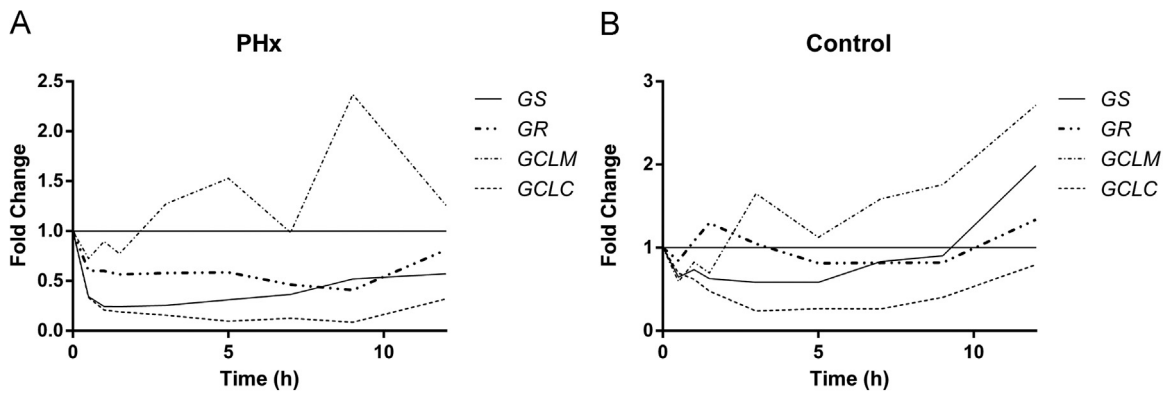 A
PHx
Fold Change
2.5
2.0
1.5
1.0
0.5
0.0
0
5
10
Time (h)
GS
GR
GCLM
GCLC
B
Control
Fold Change
3
2
1
0
0
5
10
Time (h)
GS
GR
GCLM
GCLC